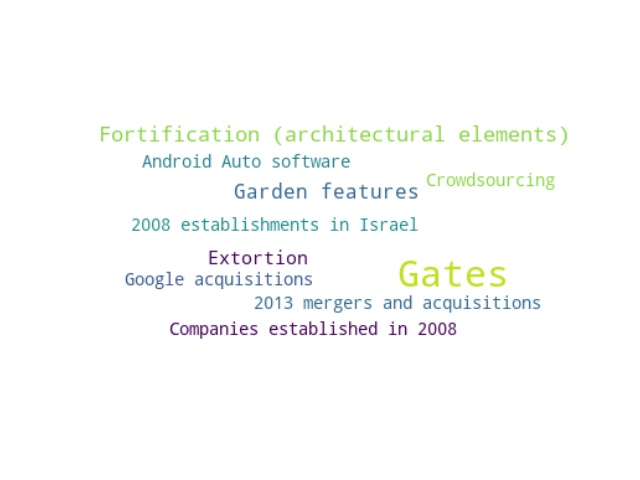 Fortification (architectural elements)
Android Auto software
Crowdsourcing
Garden features
2008 establishments in Israel
Extortion
Gates
Google acquisitions
2013 mergers and acquisitions
Companies established in 2008